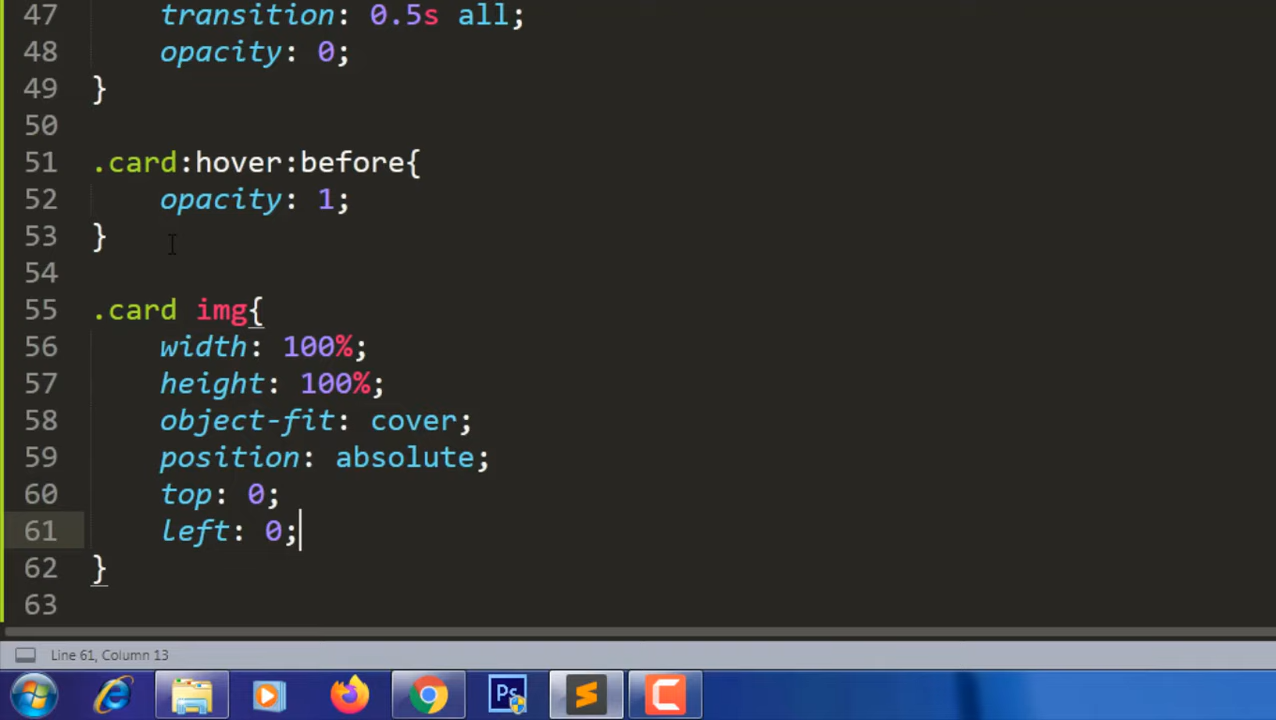 47 transition: 0.5s all;
48 opacity: 0;
49 }
50
51 .card:hover:before{
52 opacity: 1;
53 }
54
55 .card img{
56 width: 100%;
57 height: 100%;
58 object-fit: cover;
59 position: absolute;
60 top: 0;
61 left: 0;
62 }
63
Line 61, Column 13
Ps